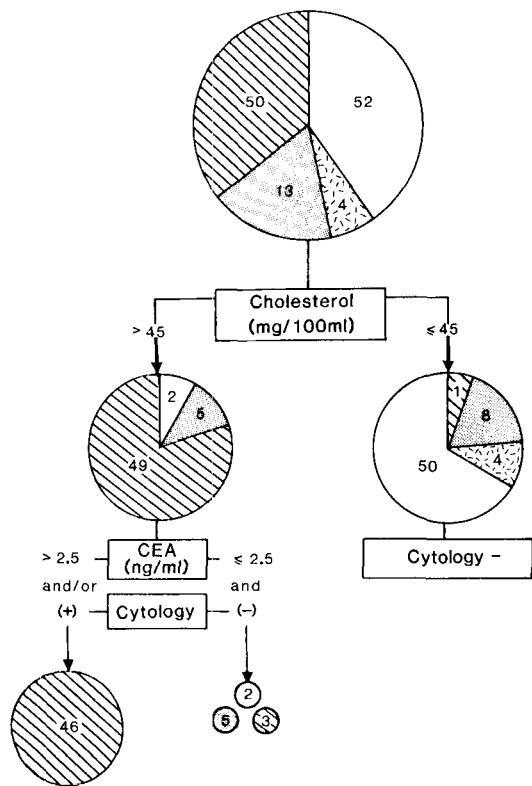 50 52
13 4
Cholesterol
(mg/100ml)
> 45 ≤ 45
2 5 49
1 8 4 50
> 2.5 CEA ≤ 2.5
(ng/ml)
and/or and
(+) Cytology (-)
Cytology -
46
2
5 3